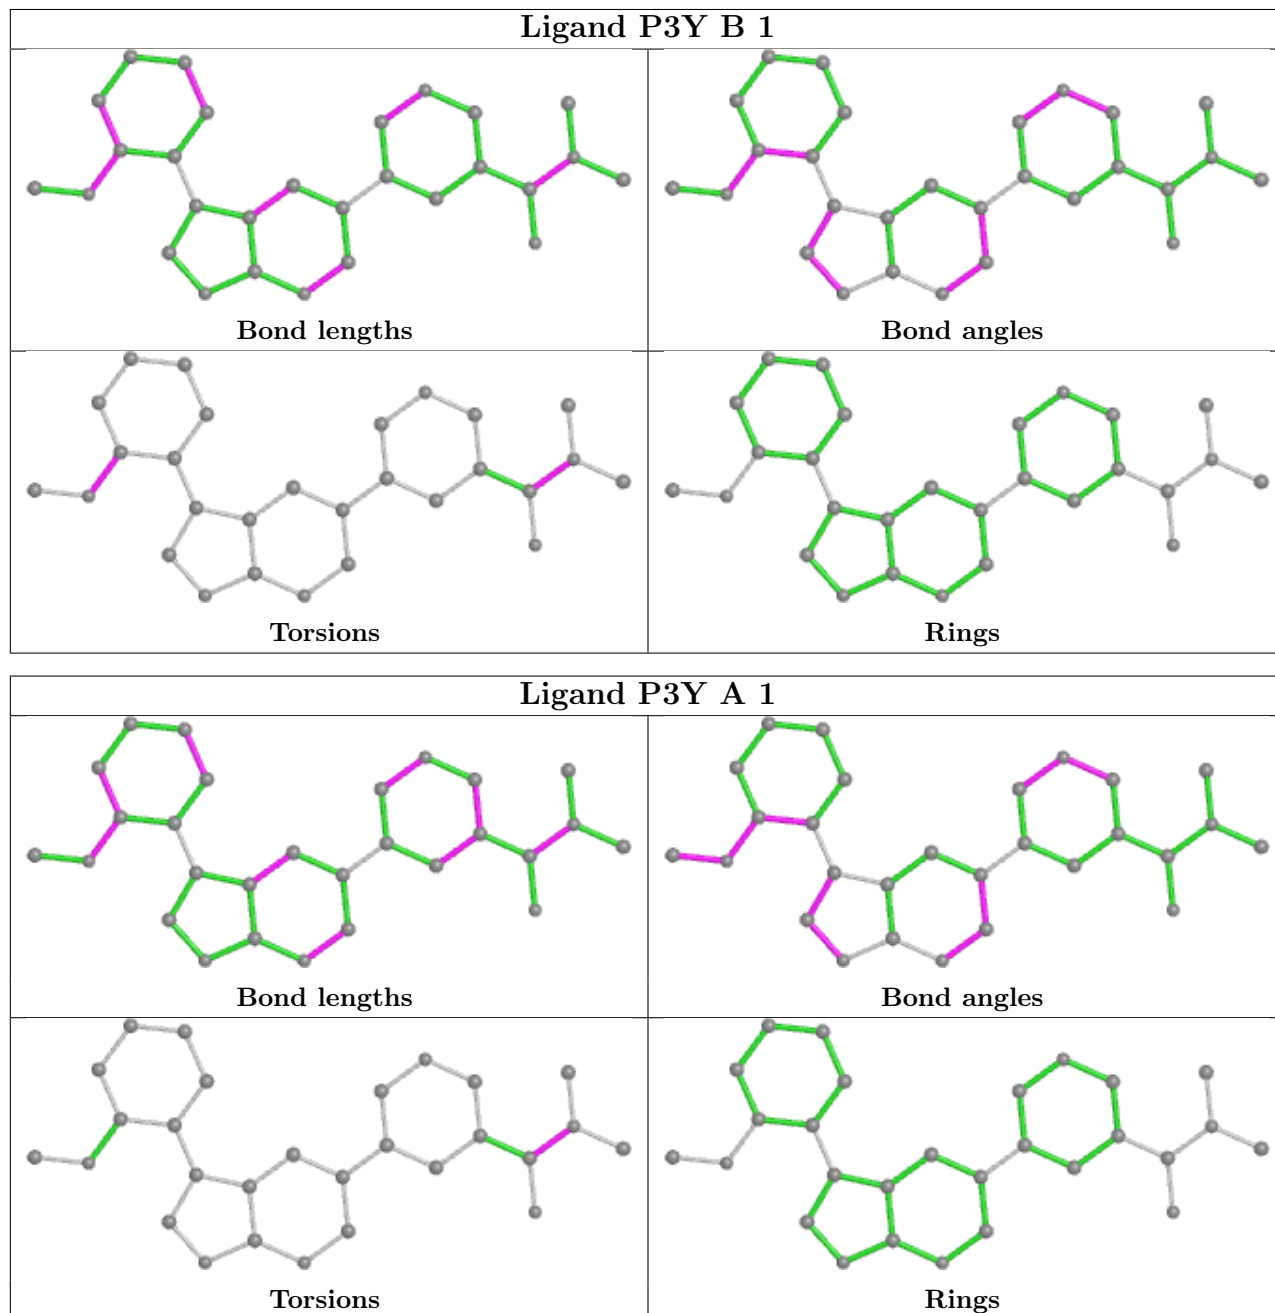 Ligand P3Y B 1
Bond lengths
Bond angles
Torsions
Rings
Ligand P3Y A 1
Bond lengths
Bond angles
Torsions
Rings